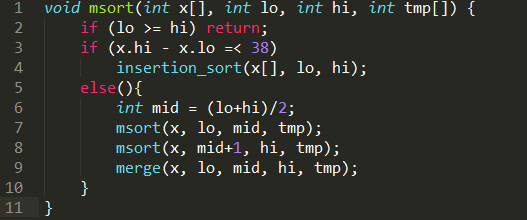 1 void msort(int x[], int lo, int hi, int tmp[]) {
2     if (lo >= hi) return;
3     if (x.hi - x.lo =< 38)
4         insertion_sort(x[], lo, hi);
5     else(){
6         int mid = (lo+hi)/2;
7         msort(x, lo, mid, tmp);
8         msort(x, mid+1, hi, tmp);
9         merge(x, lo, mid, hi, tmp);
10     }
11 }